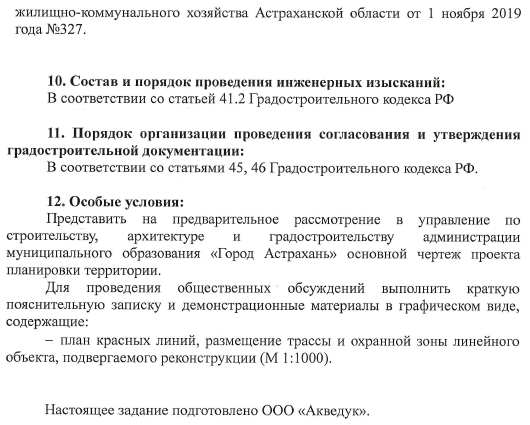 жилищно-коммунального хозяйства Астраханской области от 1 ноября 2019
года №327.
10. Состав и порядок проведения инженерных изысканий:
В соответствии со статьей 41.2 Градостроительного кодекса РФ
11. Порядок организации проведения согласования и утверждения
градостроительной документации:
В соответствии со статьями 45, 46 Градостроительного кодекса РФ.
12. Особые условия:
Представить на предварительное рассмотрение в управление по
строительству, архитектуре и градостроительству администрации
муниципального образования «Город Астрахань» основной чертеж проекта
планировки территории.
Для проведения общественных обсуждений выполнить краткую
пояснительную записку и демонстрационные материалы в графическом виде,
содержащие:
– план красных линий, размещение трассы и охранной зоны линейного
объекта, подвергаемого реконструкции (М 1:1000).
Настоящее задание подготовлено ООО «Акведук».